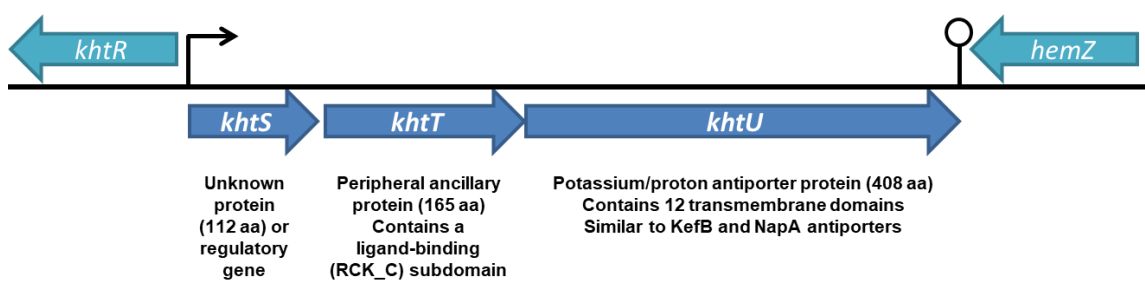 khtR
hemZ
khtS
khtT
khtU
Unknown
protein
(112 aa) or
regulatory
gene
Peripheral ancillary
protein (165 aa)
Contains a
ligand-binding
(RCK_C) subdomain
Potassium/proton antiporter protein (408 aa)
Contains 12 transmembrane domains
Similar to KefB and NapA antiporters